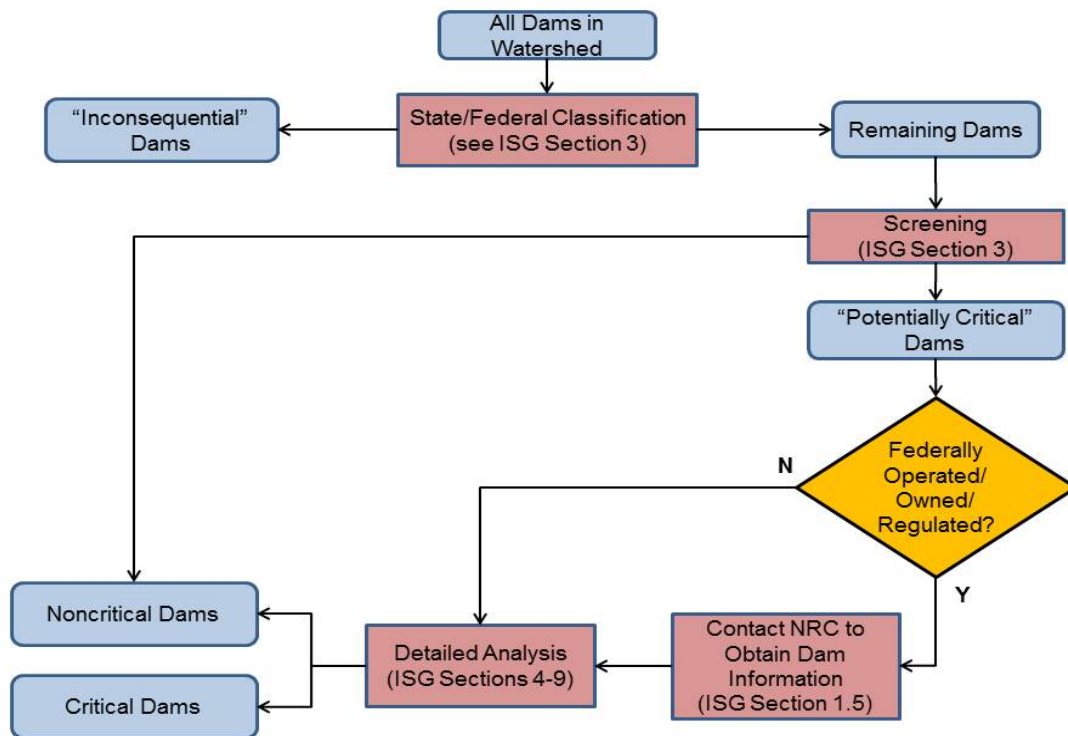 All Dams in
Watershed
“Inconsequential”
Dams
State/Federal Classification
(see ISG Section 3)
Remaining Dams
Screening
(ISG Section 3)
“Potentially Critical”
Dams
Federally
Operated/
Owned/
Regulated?
N
Y
Noncritical Dams
Critical Dams
Detailed Analysis
(ISG Sections 4-9)
Contact NRC to
Obtain Dam
Information
(ISG Section 1.5)